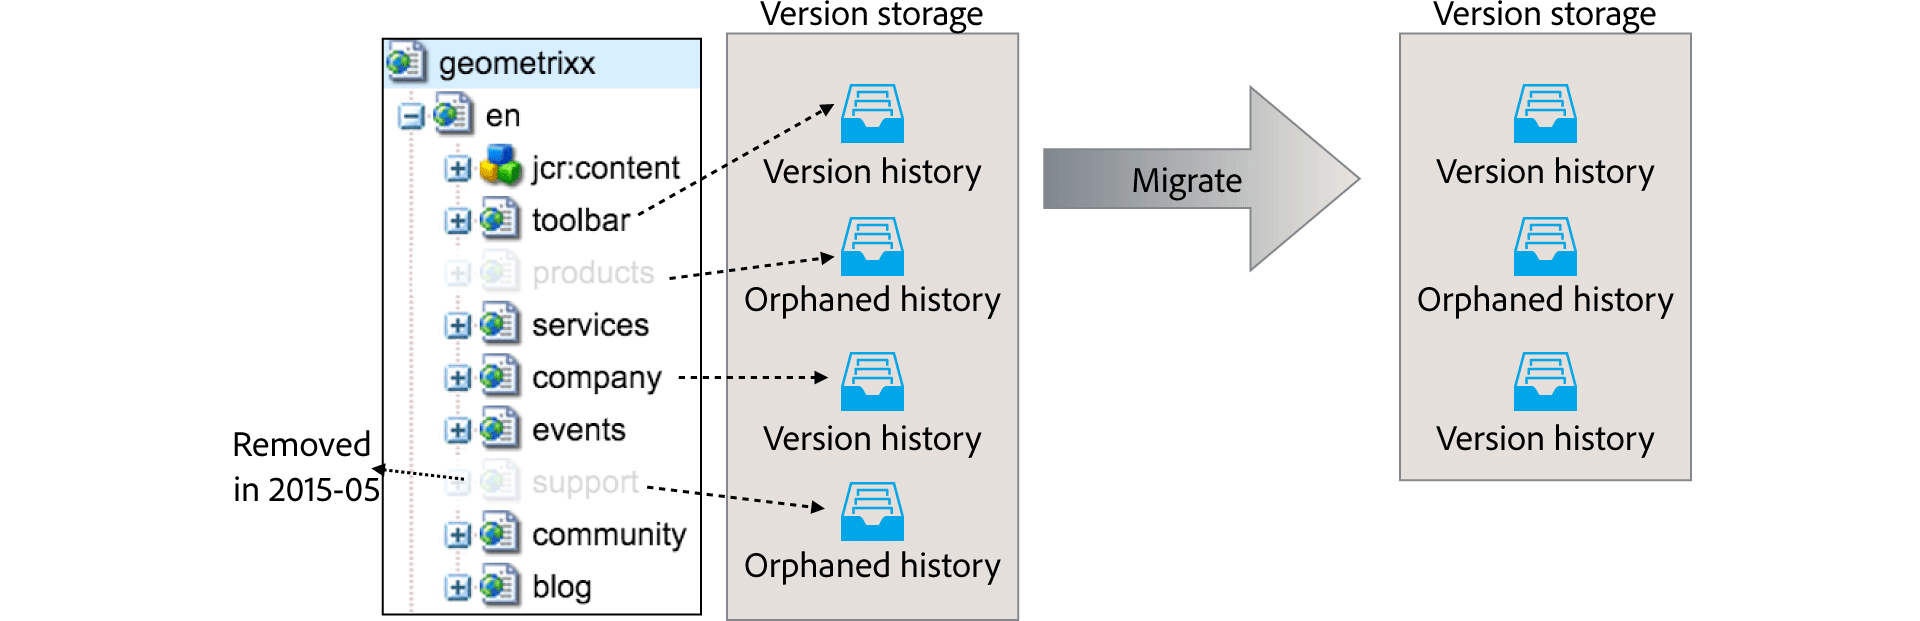 Version storage
Version storage
geometrixx
en
jcr:content
toolbar
products
services
company
events
support
community
blog
Removed
in 2015-05
Version history
Orphaned history
Version history
Orphaned history
Migrate
Version history
Orphaned history
Version history